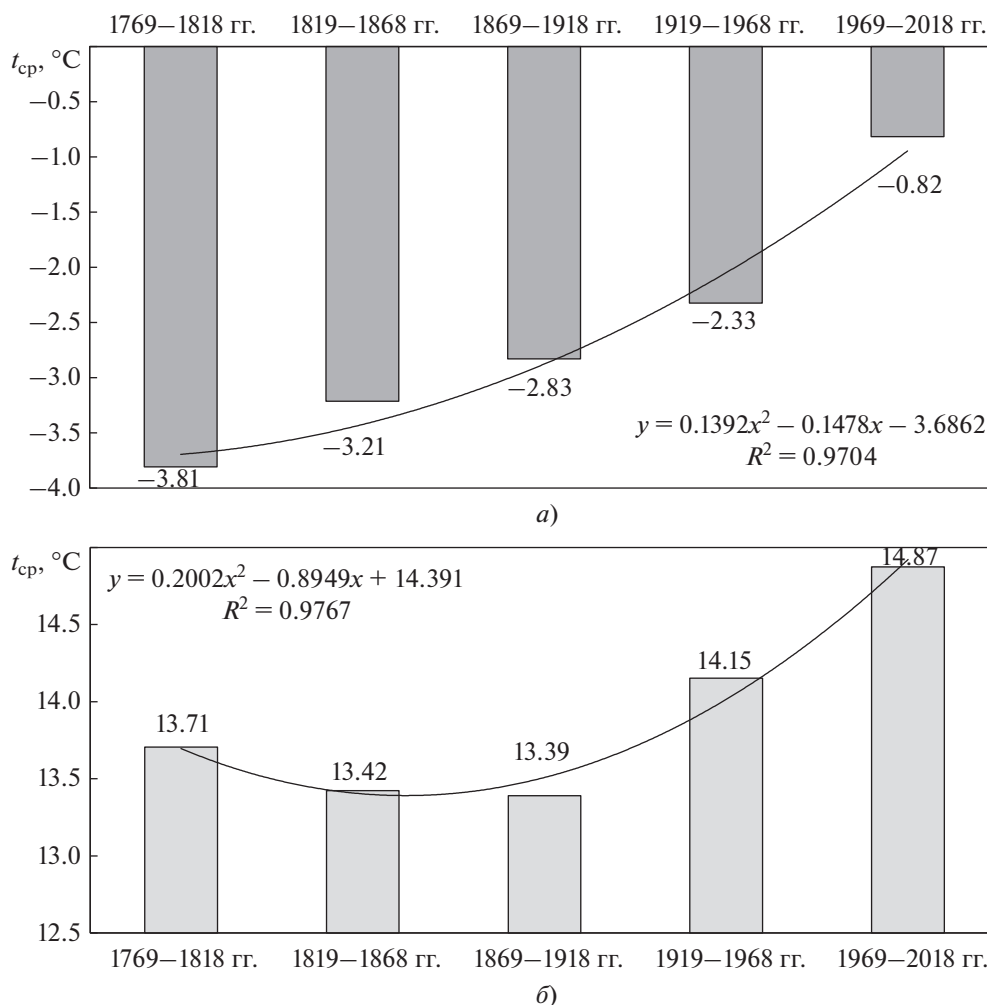 1769–1818 гг. 1819–1868 гг. 1869–1918 гг. 1919–1968 гг. 1969–2018 гг.
tср, °C
−0.5
−1.0
−1.5
−2.0
−2.5
−3.0
−3.5
−4.0
−3.81
−3.21
−2.83
−2.33
−0.82
y = 0.1392x² − 0.1478x − 3.6862
R² = 0.9704
а)
tср, °C
y = 0.2002x² − 0.8949x + 14.391
R² = 0.9767
14.5
14.0
13.5
13.0
12.5
13.71
13.42
13.39
14.15
14.87
1769–1818 гг. 1819–1868 гг. 1869–1918 гг. 1919–1968 гг. 1969–2018 гг.
б)